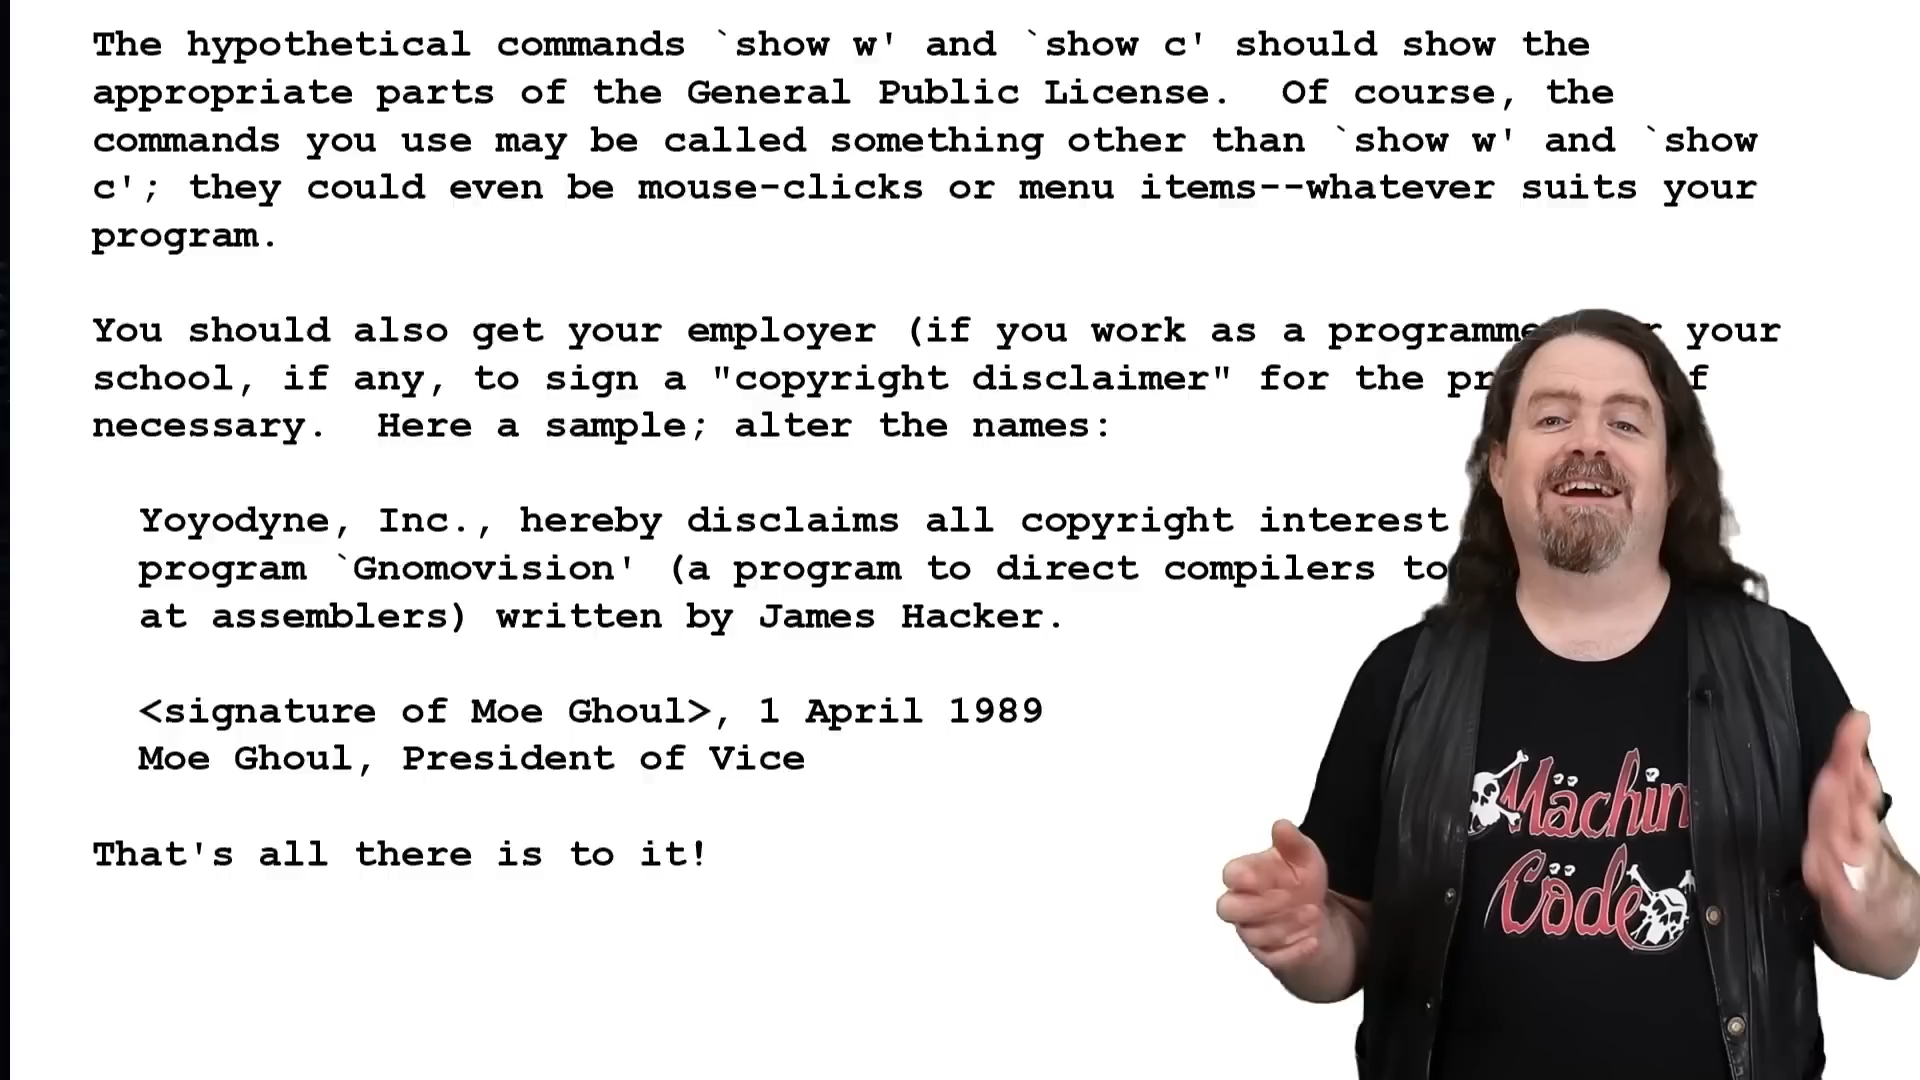 The hypothetical commands `show w' and `show c' should show the
appropriate parts of the General Public License.  Of course, the
commands you use may be called something other than `show w' and `show
c'; they could even be mouse-clicks or menu items--whatever suits your
program.
You should also get your employer (if you work as a programme r your
school, if any, to sign a "copyright disclaimer" for the pr f
necessary.  Here a sample; alter the names:
Yoyodyne, Inc., hereby disclaims all copyright interest
program `Gnomovision' (a program to direct compilers to
at assemblers) written by James Hacker.
<signature of Moe Ghoul>, 1 April 1989
Moe Ghoul, President of Vice
That's all there is to it!
Mächin
Cöde